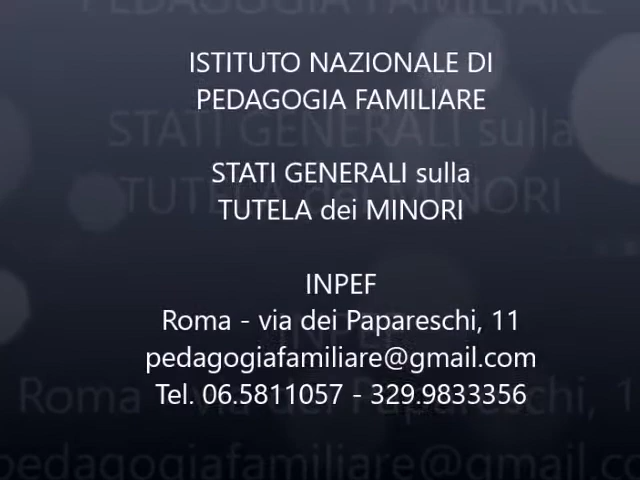 ISTITUTO NAZIONALE DI
PEDAGOGIA FAMILIARE
STATI GENERALI sulla
TUTELA dei MINORI
INPEF
Roma - via dei Papareschi, 11
pedagogiafamiliare@gmail.com
Tel. 06.5811057 - 329.9833356